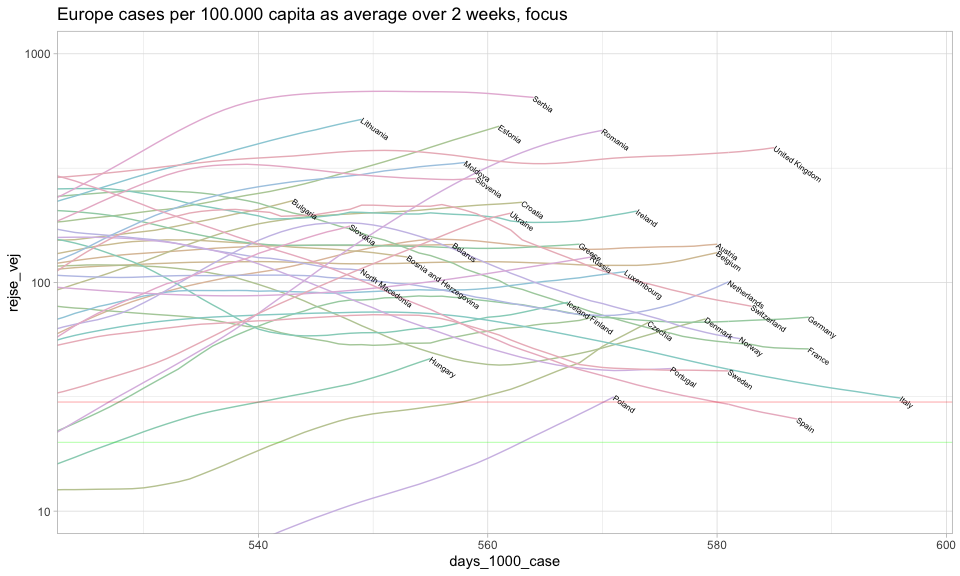 Europe cases per 100.000 capita as average over 2 weeks, focus
1000
Serbia
Lithuania
Estonia
Romania
United Kingdom
Moldova
Slovenia
Bulgaria
Croatia
Ukraine
Ireland
Slovakia
Belarus
Greece
Russia
Austria
Belgium
rejse_vej
100
North Macedonia
Bosnia and Herzegovina
Luxembourg
Netherlands
Iceland
Finland
Czechia
Denmark
Switzerland
Norway
Germany
France
Hungary
Portugal
Sweden
Poland
Italy
Spain
10
540
560
580
600
days_1000_case